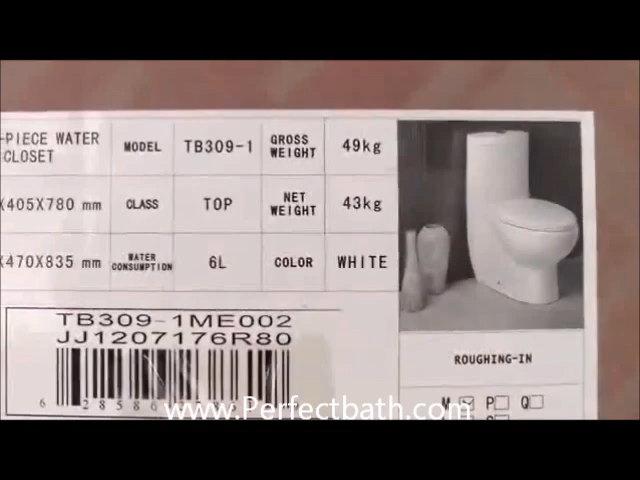 -PIECE WATER CLOSET MODEL TB309-1 GROSS WEIGHT 49kg
X405X780 mm CLASS TOP NET WEIGHT 43kg
X470X835 mm WATER CONSUMPTION 6L COLOR WHITE
TB309-1ME002
JJ1207176R80
ROUGHING-IN
M P Q
www.Perfectbath.com